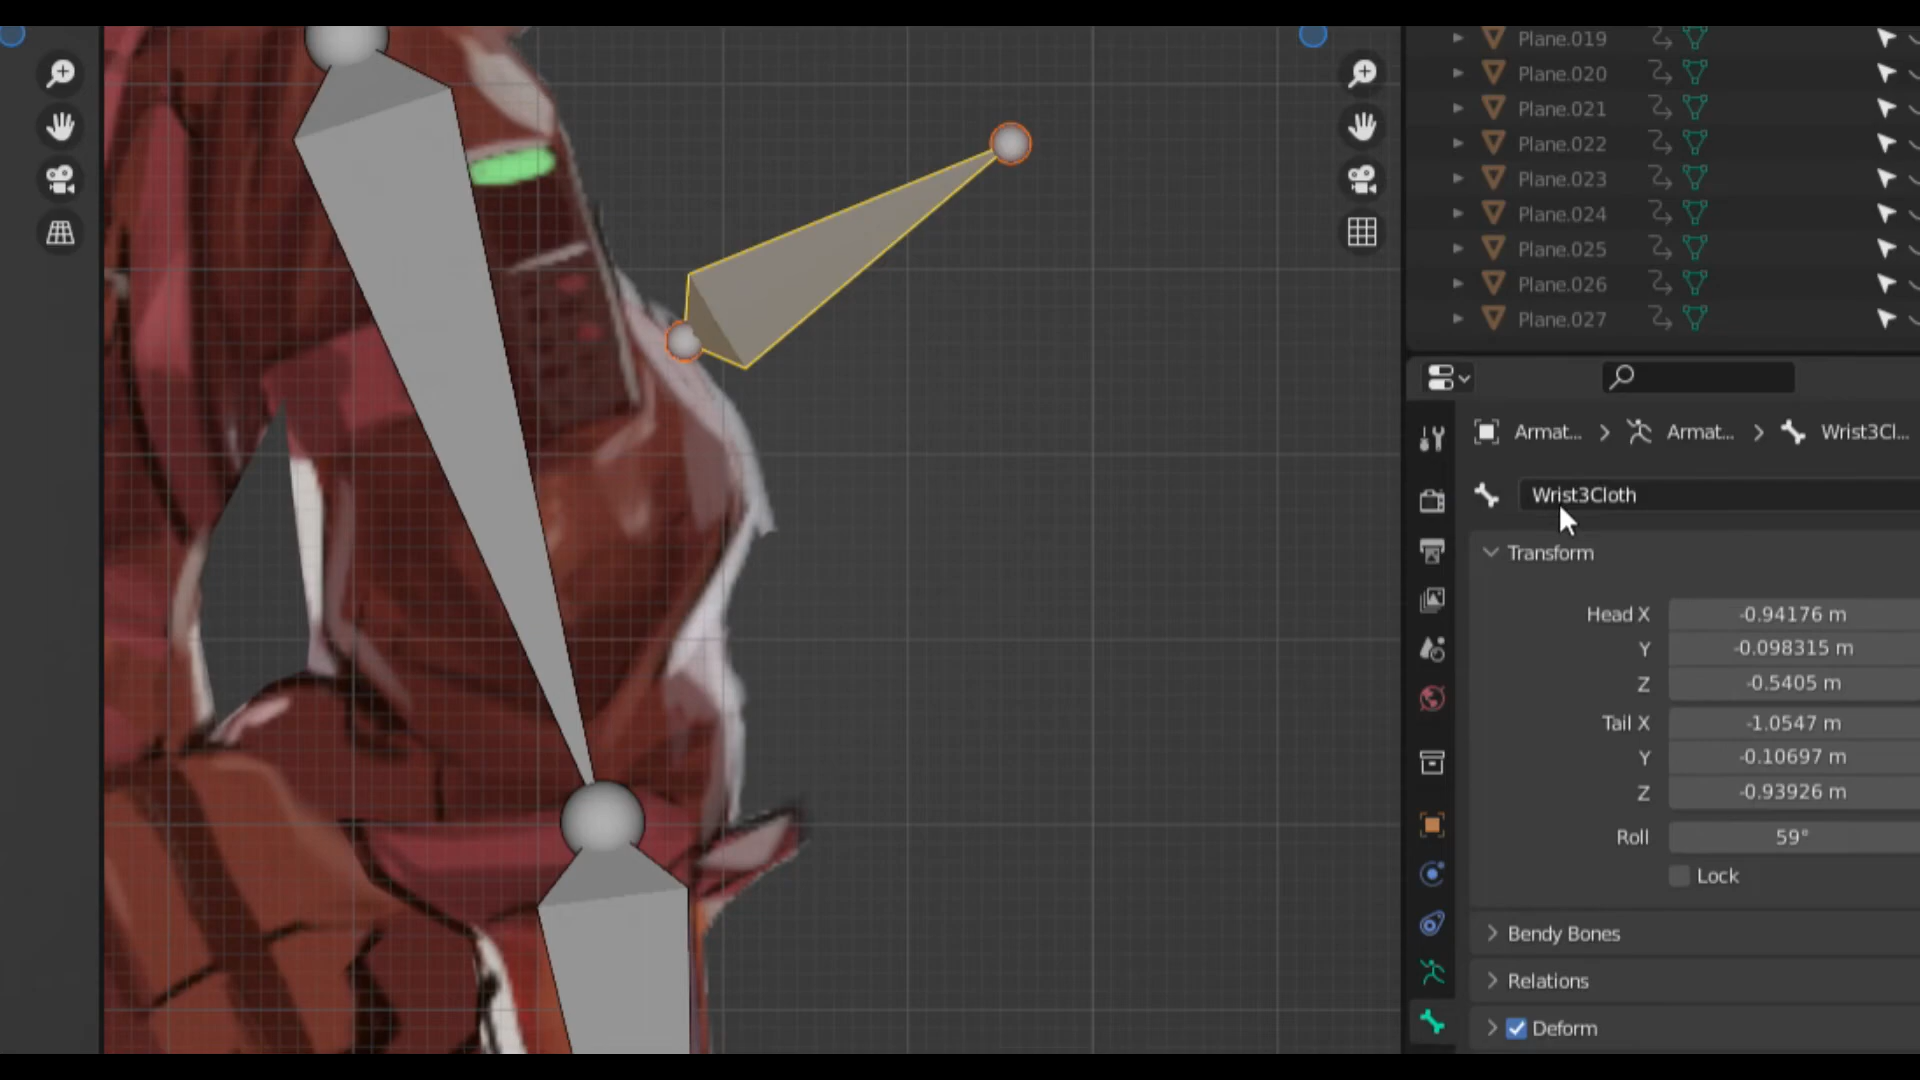 Plane.019
Plane.020
Plane.021
Plane.022
Plane.023
Plane.024
Plane.025
Plane.026
Plane.027
Armat... > Armat... > Wrist3Cl...
Wrist3Cloth
Transform
Head X -0.94176 m
Y -0.098315 m
Z -0.5405 m
Tail X -1.0547 m
Y -0.10697 m
Z -0.93926 m
Roll 59°
Lock
Bendy Bones
Relations
Deform